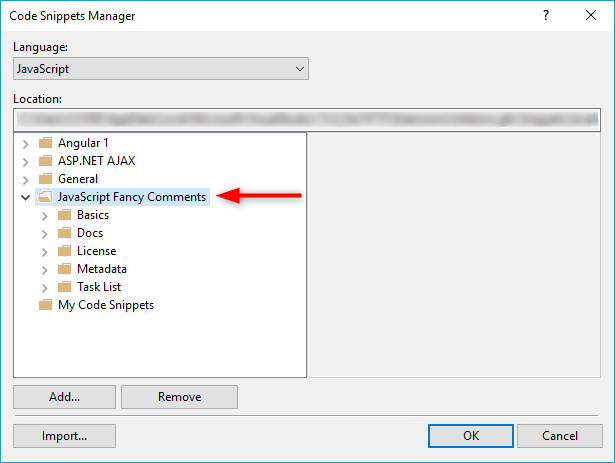 Code Snippets Manager
?
Language:
JavaScript
Location:
Angular 1
ASP.NET AJAX
General
JavaScript Fancy Comments
Basics
Docs
License
Metadata
Task List
My Code Snippets
Add...
Remove
Import...
OK
Cancel